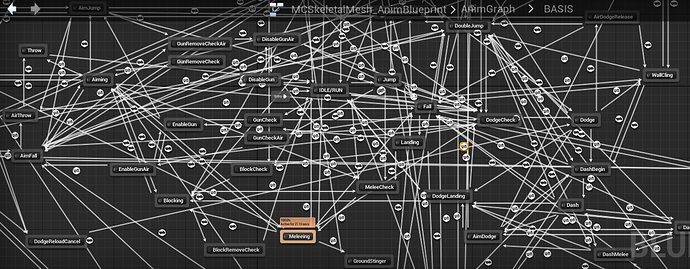 MCSkeletalMesh_AnimBlueprint > AnimGraph > BASIS
AimJump
DoubleJump
AirDodgeRelease
GunRemoveCheckAir
DisableGunAir
Throw
GunRemoveCheck
WallCling
Aiming
DisableGun
Jump
IDLE/RUN
Fall
AirThrow
EnableGun
GunCheck
DodgeCheck
Dodge
GunCheckAir
Landing
AimFall
EnableGunAir
BlockCheck
DashBegin
MeleeCheck
Blocking
DodgeLanding
Dash
Meleeing
AimDodge
DodgeReloadCancel
BlockRemoveCheck
GroundStinger
DashMelee